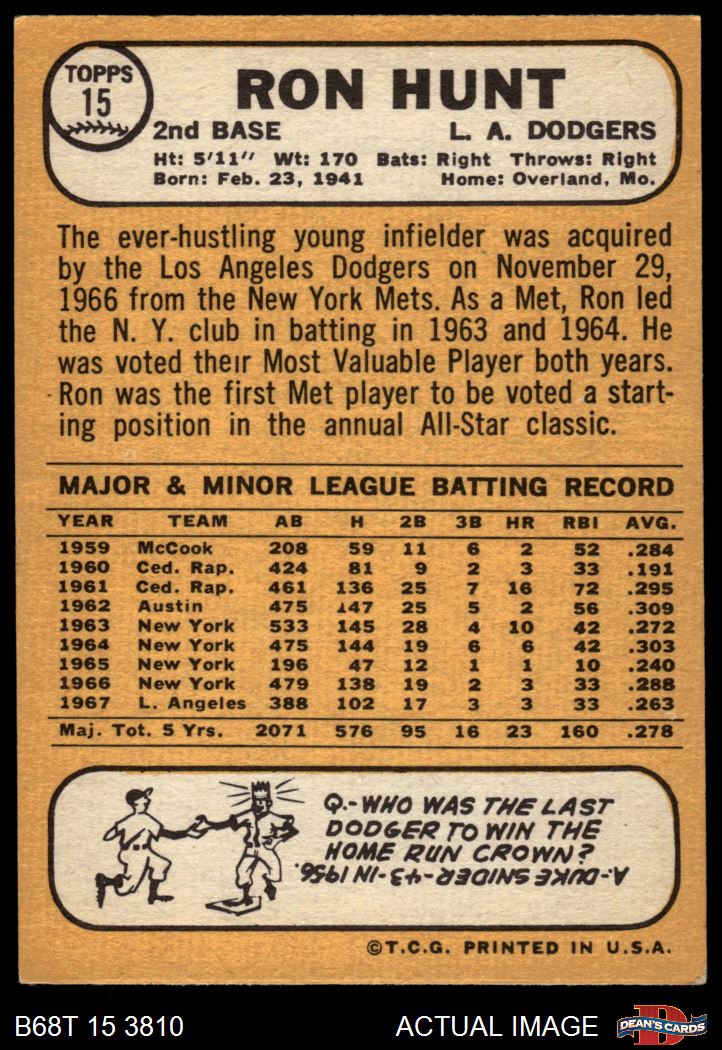 TOPPS
15
RON HUNT
2nd BASE L. A. DODGERS
Ht: 5'11" Wt: 170 Bats: Right Throws: Right
Born: Feb. 23, 1941 Home: Overland, Mo.
The ever-hustling young infielder was acquired
by the Los Angeles Dodgers on November 29,
1966 from the New York Mets. As a Met, Ron led
the N. Y. club in batting in 1963 and 1964. He
was voted their Most Valuable Player both years.
Ron was the first Met player to be voted a start-
ing position in the annual All-Star classic.
MAJOR & MINOR LEAGUE BATTING RECORD
YEAR TEAM AB H 2B 3B HR RBI AVG.
1959 McCook 208 59 11 6 2 52 .284
1960 Ced. Rap. 424 81 9 2 3 33 .191
1961 Ced. Rap. 461 136 25 7 16 72 .295
1962 Austin 475 147 25 5 2 56 .309
1963 New York 533 145 28 4 10 42 .272
1964 New York 475 144 19 6 6 42 .303
1965 New York 196 47 12 1 1 10 .240
1966 New York 479 138 19 2 3 33 .288
1967 L. Angeles 388 102 17 3 3 33 .263
Maj. Tot. 5 Yrs. 2071 576 95 16 23 160 .278
Q.-WHO WAS THE LAST
DODGER TO WIN THE
HOME RUN CROWN?
A.-DUKE SNIDER-43-IN 1956.
©T.C.G. PRINTED IN U.S.A.
B68T 15 3810 ACTUAL IMAGE D DEAN'S CARDS